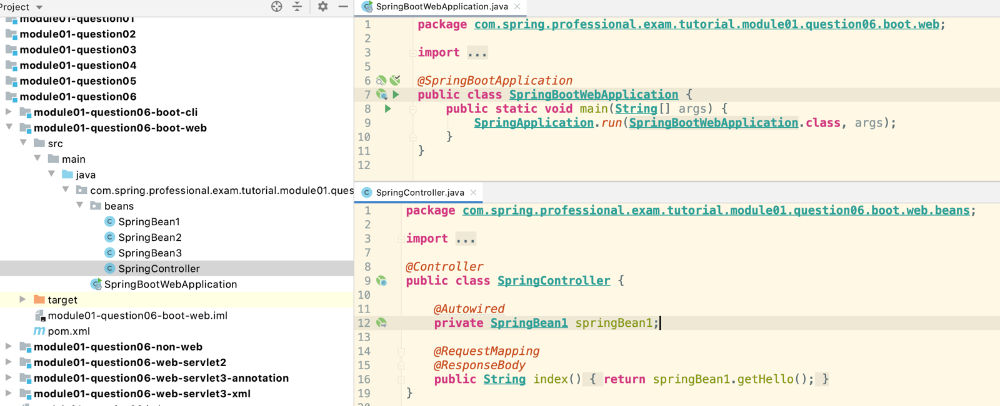 Project
module01-question01
module01-question02
module01-question03
module01-question04
module01-question05
module01-question06
module01-question06-boot-cli
module01-question06-boot-web
src
main
java
com.spring.professional.exam.tutorial.module01.ques
beans
SpringBean1
SpringBean2
SpringBean3
SpringController
SpringBootWebApplication
target
module01-question06-boot-web.iml
pom.xml
module01-question06-non-web
module01-question06-web-servlet2
module01-question06-web-servlet3-annotation
module01-question06-web-servlet3-xml
SpringBootWebApplication.java
1 package com.spring.professional.exam.tutorial.module01.question06.boot.web;
2
3 import ...
5
6 @SpringBootApplication
7 public class SpringBootWebApplication {
8 public static void main(String[] args) {
9 SpringApplication.run(SpringBootWebApplication.class, args);
10 }
11 }
12
SpringController.java
1 package com.spring.professional.exam.tutorial.module01.question06.boot.web.beans;
2
3 import ...
7
8 @Controller
9 public class SpringController {
10
11 @Autowired
12 private SpringBean1 springBean1;
13
14 @RequestMapping
15 @ResponseBody
16 public String index() { return springBean1.getHello(); }
19 }
20